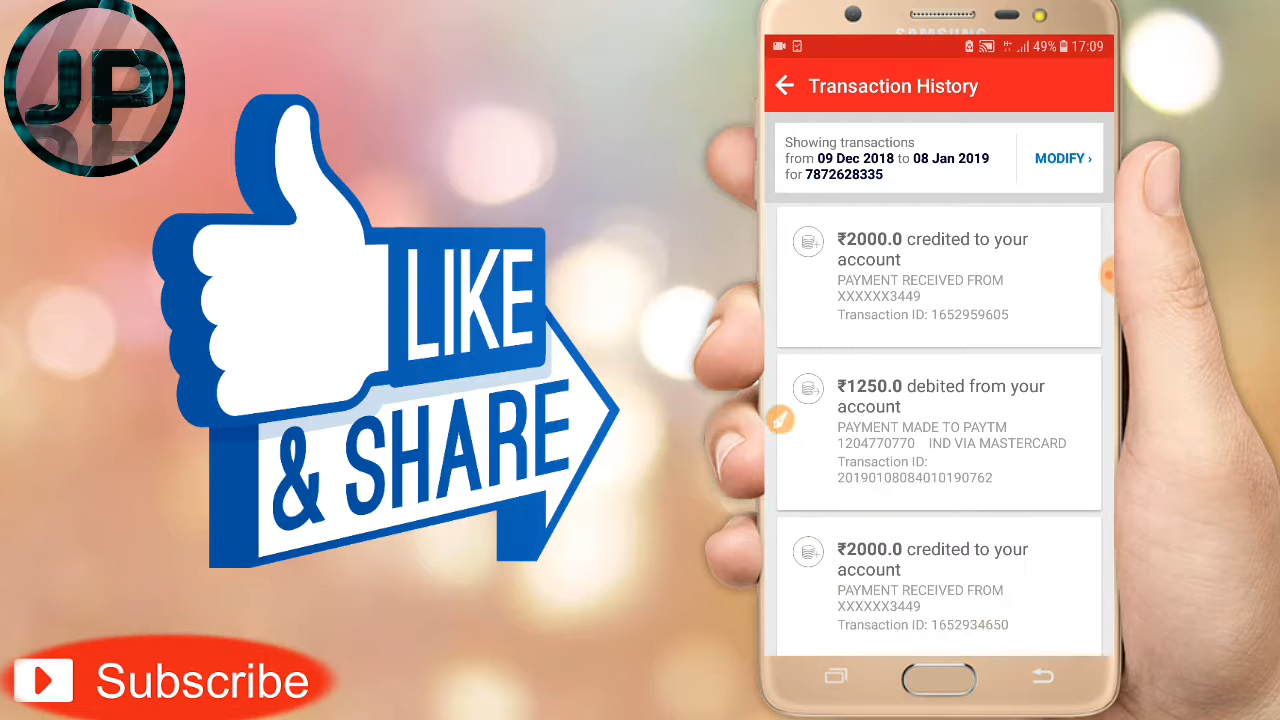 JP
LIKE
& SHARE
Subscribe
SAMSUNG
H+
49%
17:09
Transaction History
Showing transactions
from 09 Dec 2018 to 08 Jan 2019
for 7872628335
MODIFY ›
₹2000.0 credited to your
account
PAYMENT RECEIVED FROM
XXXXXX3449
Transaction ID: 1652959605
₹1250.0 debited from your
account
PAYMENT MADE TO PAYTM
1204770770 IND VIA MASTERCARD
Transaction ID:
20190108084010190762
₹2000.0 credited to your
account
PAYMENT RECEIVED FROM
XXXXXX3449
Transaction ID: 1652934650